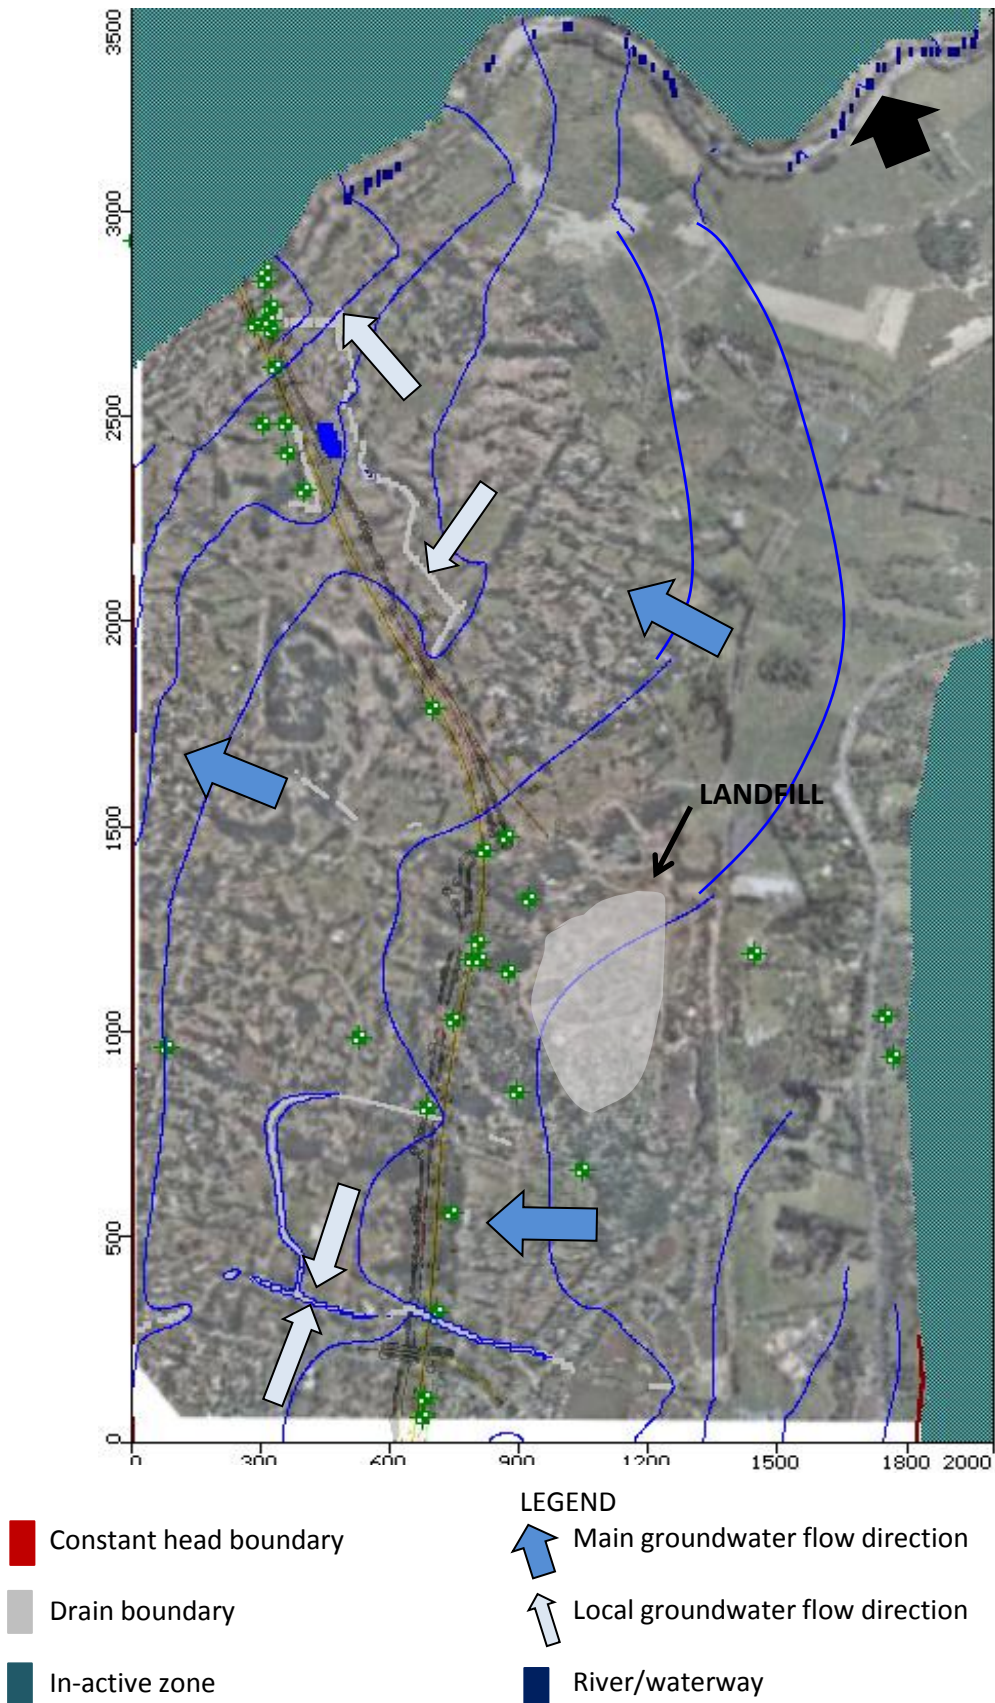 3500
3000
2500
2000
LANDFILL
1500
1000
500
0
0 300 600 900 1200 1500 1800 2000
LEGEND
Constant head boundary
Main groundwater flow direction
Drain boundary
Local groundwater flow direction
In-active zone
River/waterway